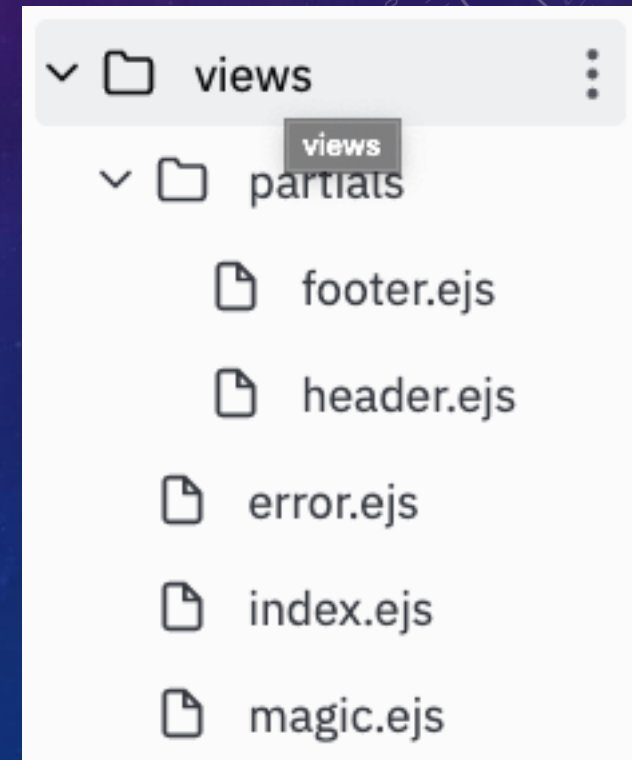 views
views
partials
footer.ejs
header.ejs
error.ejs
index.ejs
magic.ejs